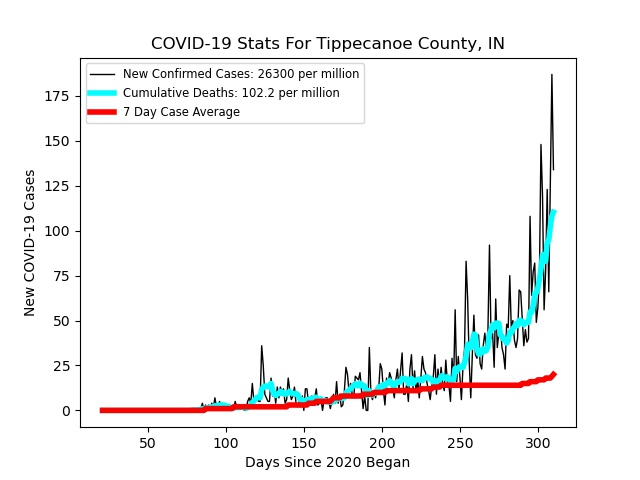 COVID-19 Stats For Tippecanoe County, IN
New Confirmed Cases: 26300 per million
Cumulative Deaths: 102.2 per million
7 Day Case Average
New COVID-19 Cases
175
150
125
100
75
50
25
0
50 100 150 200 250 300
Days Since 2020 Began